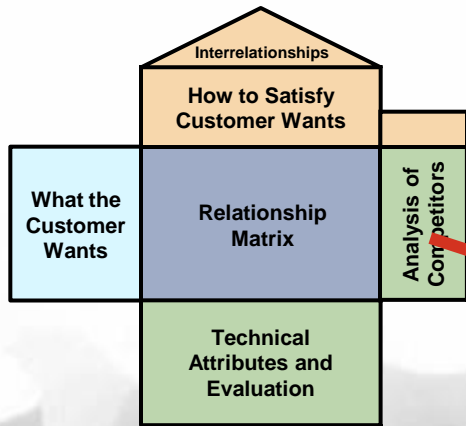 Interrelationships
How to Satisfy
Customer Wants
What the
Customer
Wants
Relationship
Matrix
Analysis of
Competitors
Technical
Attributes and
Evaluation